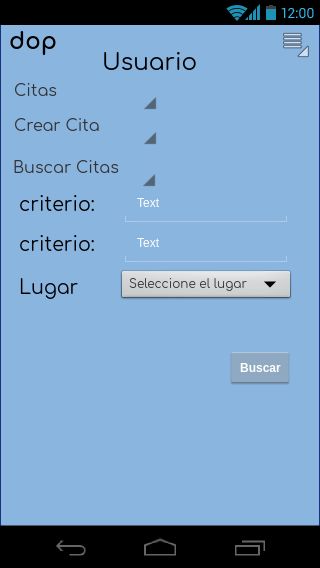 12:00
dop
Usuario
Citas
Crear Cita
Buscar Citas
criterio: Text
criterio: Text
Lugar Seleccione el lugar
Buscar